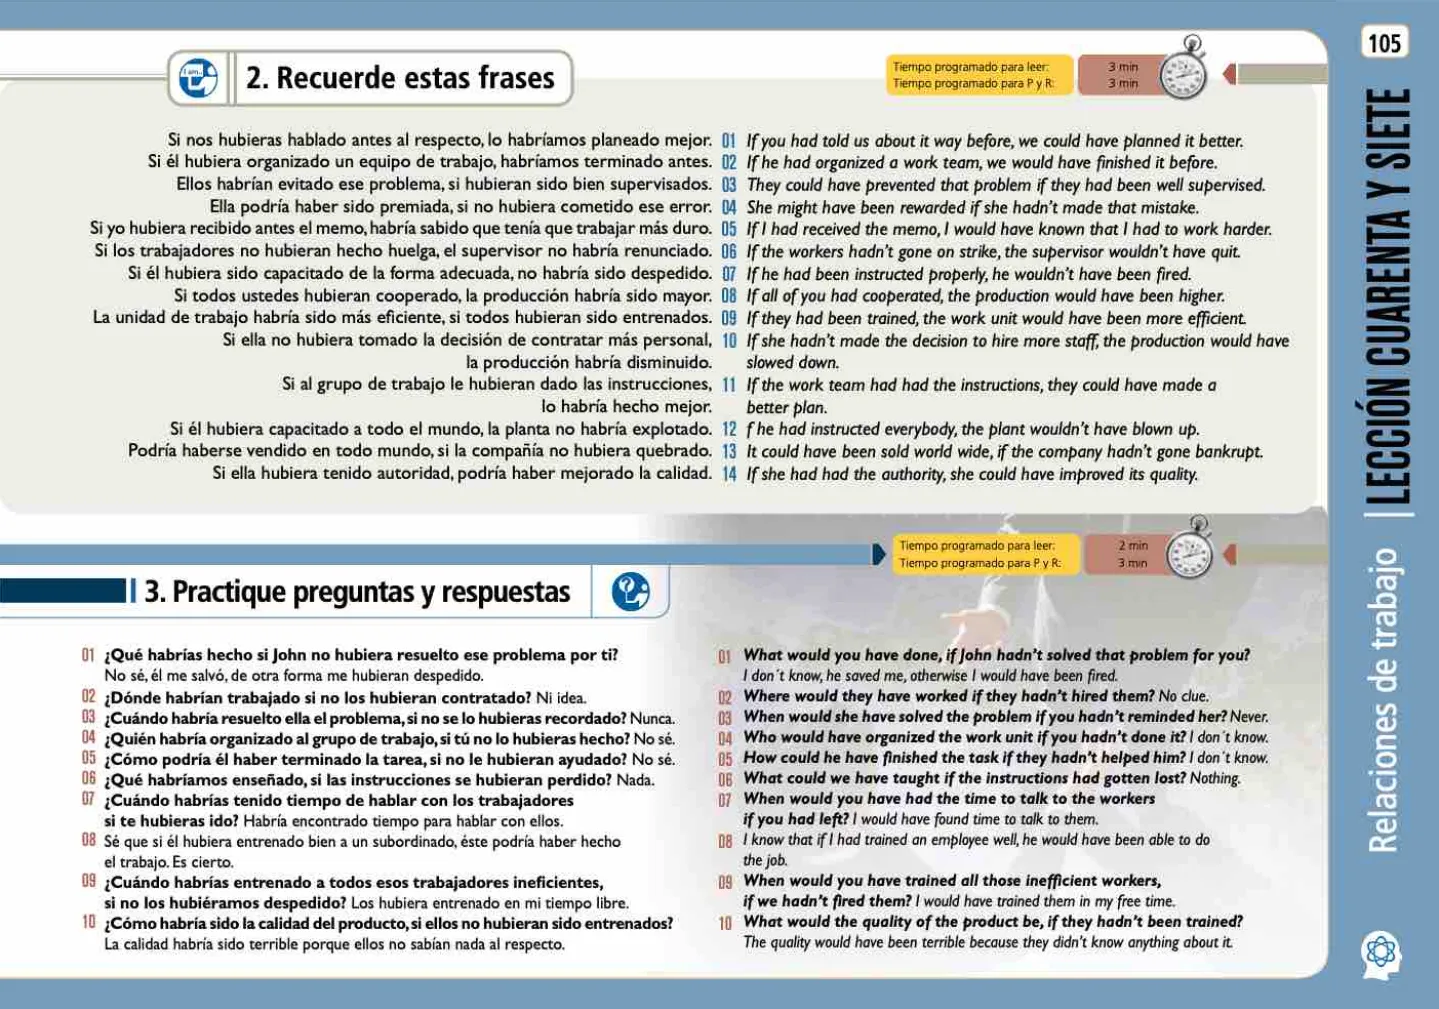 105
I am...
2. Recuerde estas frases
Tiempo programado para leer: 3 min
Tiempo programado para P y R: 3 min
Si nos hubieras hablado antes al respecto, lo habríamos planeado mejor. 01 If you had told us about it way before, we could have planned it better.
Si él hubiera organizado un equipo de trabajo, habríamos terminado antes. 02 If he had organized a work team, we would have finished it before.
Ellos habrían evitado ese problema, si hubieran sido bien supervisados. 03 They could have prevented that problem if they had been well supervised.
Ella podría haber sido premiada, si no hubiera cometido ese error. 04 She might have been rewarded if she hadn't made that mistake.
Si yo hubiera recibido antes el memo, habría sabido que tenía que trabajar más duro. 05 If I had received the memo, I would have known that I had to work harder.
Si los trabajadores no hubieran hecho huelga, el supervisor no habría renunciado. 06 If the workers hadn't gone on strike, the supervisor wouldn't have quit.
Si él hubiera sido capacitado de la forma adecuada, no habría sido despedido. 07 If he had been instructed properly, he wouldn't have been fired.
Si todos ustedes hubieran cooperado, la producción habría sido mayor. 08 If all of you had cooperated, the production would have been higher.
La unidad de trabajo habría sido más eficiente, si todos hubieran sido entrenados. 09 If they had been trained, the work unit would have been more efficient.
Si ella no hubiera tomado la decisión de contratar más personal, 10 If she hadn't made the decision to hire more staff, the production would have
la producción habría disminuido. slowed down.
Si al grupo de trabajo le hubieran dado las instrucciones, 11 If the work team had had the instructions, they could have made a
lo habría hecho mejor. better plan.
Si él hubiera capacitado a todo el mundo, la planta no habría explotado. 12 f he had instructed everybody, the plant wouldn't have blown up.
Podría haberse vendido en todo mundo, si la compañía no hubiera quebrado. 13 It could have been sold world wide, if the company hadn't gone bankrupt.
Si ella hubiera tenido autoridad, podría haber mejorado la calidad. 14 If she had had the authority, she could have improved its quality.
Tiempo programado para leer: 2 min
Tiempo programado para P y R: 3 min
3. Practique preguntas y respuestas
01 ¿Qué habrías hecho si John no hubiera resuelto ese problema por ti?
No sé, él me salvó, de otra forma me hubieran despedido.
02 ¿Dónde habrían trabajado si no los hubieran contratado? Ni idea.
03 ¿Cuándo habría resuelto ella el problema, si no se lo hubieras recordado? Nunca.
04 ¿Quién habría organizado al grupo de trabajo, si tú no lo hubieras hecho? No sé.
05 ¿Cómo podría él haber terminado la tarea, si no le hubieran ayudado? No sé.
06 ¿Qué habríamos enseñado, si las instrucciones se hubieran perdido? Nada.
07 ¿Cuándo habrías tenido tiempo de hablar con los trabajadores
si te hubieras ido? Habría encontrado tiempo para hablar con ellos.
08 Sé que si él hubiera entrenado bien a un subordinado, éste podría haber hecho
el trabajo. Es cierto.
09 ¿Cuándo habrías entrenado a todos esos trabajadores ineficientes,
si no los hubiéramos despedido? Los hubiera entrenado en mi tiempo libre.
10 ¿Cómo habría sido la calidad del producto, si ellos no hubieran sido entrenados?
La calidad habría sido terrible porque ellos no sabían nada al respecto.
01 What would you have done, if John hadn't solved that problem for you?
I don´t know, he saved me, otherwise I would have been fired.
02 Where would they have worked if they hadn't hired them? No clue.
03 When would she have solved the problem if you hadn't reminded her? Never.
04 Who would have organized the work unit if you hadn't done it? I don´t know.
05 How could he have finished the task if they hadn't helped him? I don´t know.
06 What could we have taught if the instructions had gotten lost? Nothing.
07 When would you have had the time to talk to the workers
if you had left? I would have found time to talk to them.
08 I know that if I had trained an employee well, he would have been able to do
the job.
09 When would you have trained all those inefficient workers,
if we hadn't fired them? I would have trained them in my free time.
10 What would the quality of the product be, if they hadn't been trained?
The quality would have been terrible because they didn't know anything about it.
Relaciones de trabajo | LECCIÓN CUARENTA Y SIETE